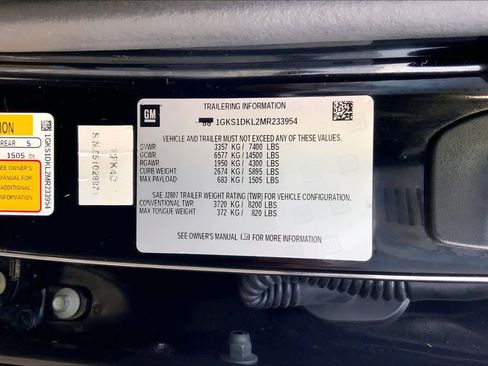 GM
TRAILERING INFORMATION
1GKS1DKL2MR233954
VEHICLE AND TRAILER MUST NOT EXCEED ANY OF THESE VALUES.
GVWR: 3357 KG / 7400 LBS
GCWR: 6577 KG / 14500 LBS
RGAWR: 1950 KG / 4300 LBS
CURB WEIGHT: 2674 KG / 5895 LBS
MAX PAYLOAD: 683 KG / 1505 LBS
SAE J2807 TRAILER WEIGHT RATING (TWR) FOR VEHICLE CONFIGURATION.
CONVENTIONAL TWR: 3720 KG / 8200 LBS
MAX TONGUE WEIGHT: 372 KG / 820 LBS
SEE OWNER'S MANUAL FOR MORE INFORMATION
REAR 5
1505
SEE OWNER'S
MANUAL FOR
ADDITIONAL
INFORMATION
1GKS1DKL2MR233954